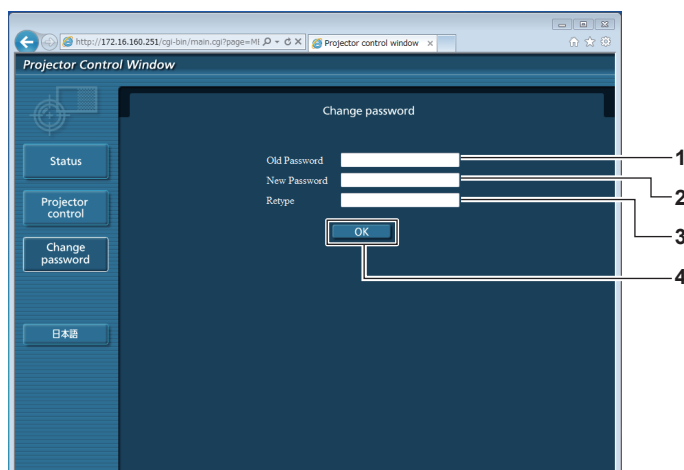 http://172.16.160.251/cgi-bin/main.cgi?page=M
Projector control window
Projector Control Window
Change password
Status
Old Password
1
New Password
2
Projector
control
Retype
3
OK
Change
password
4
日本語